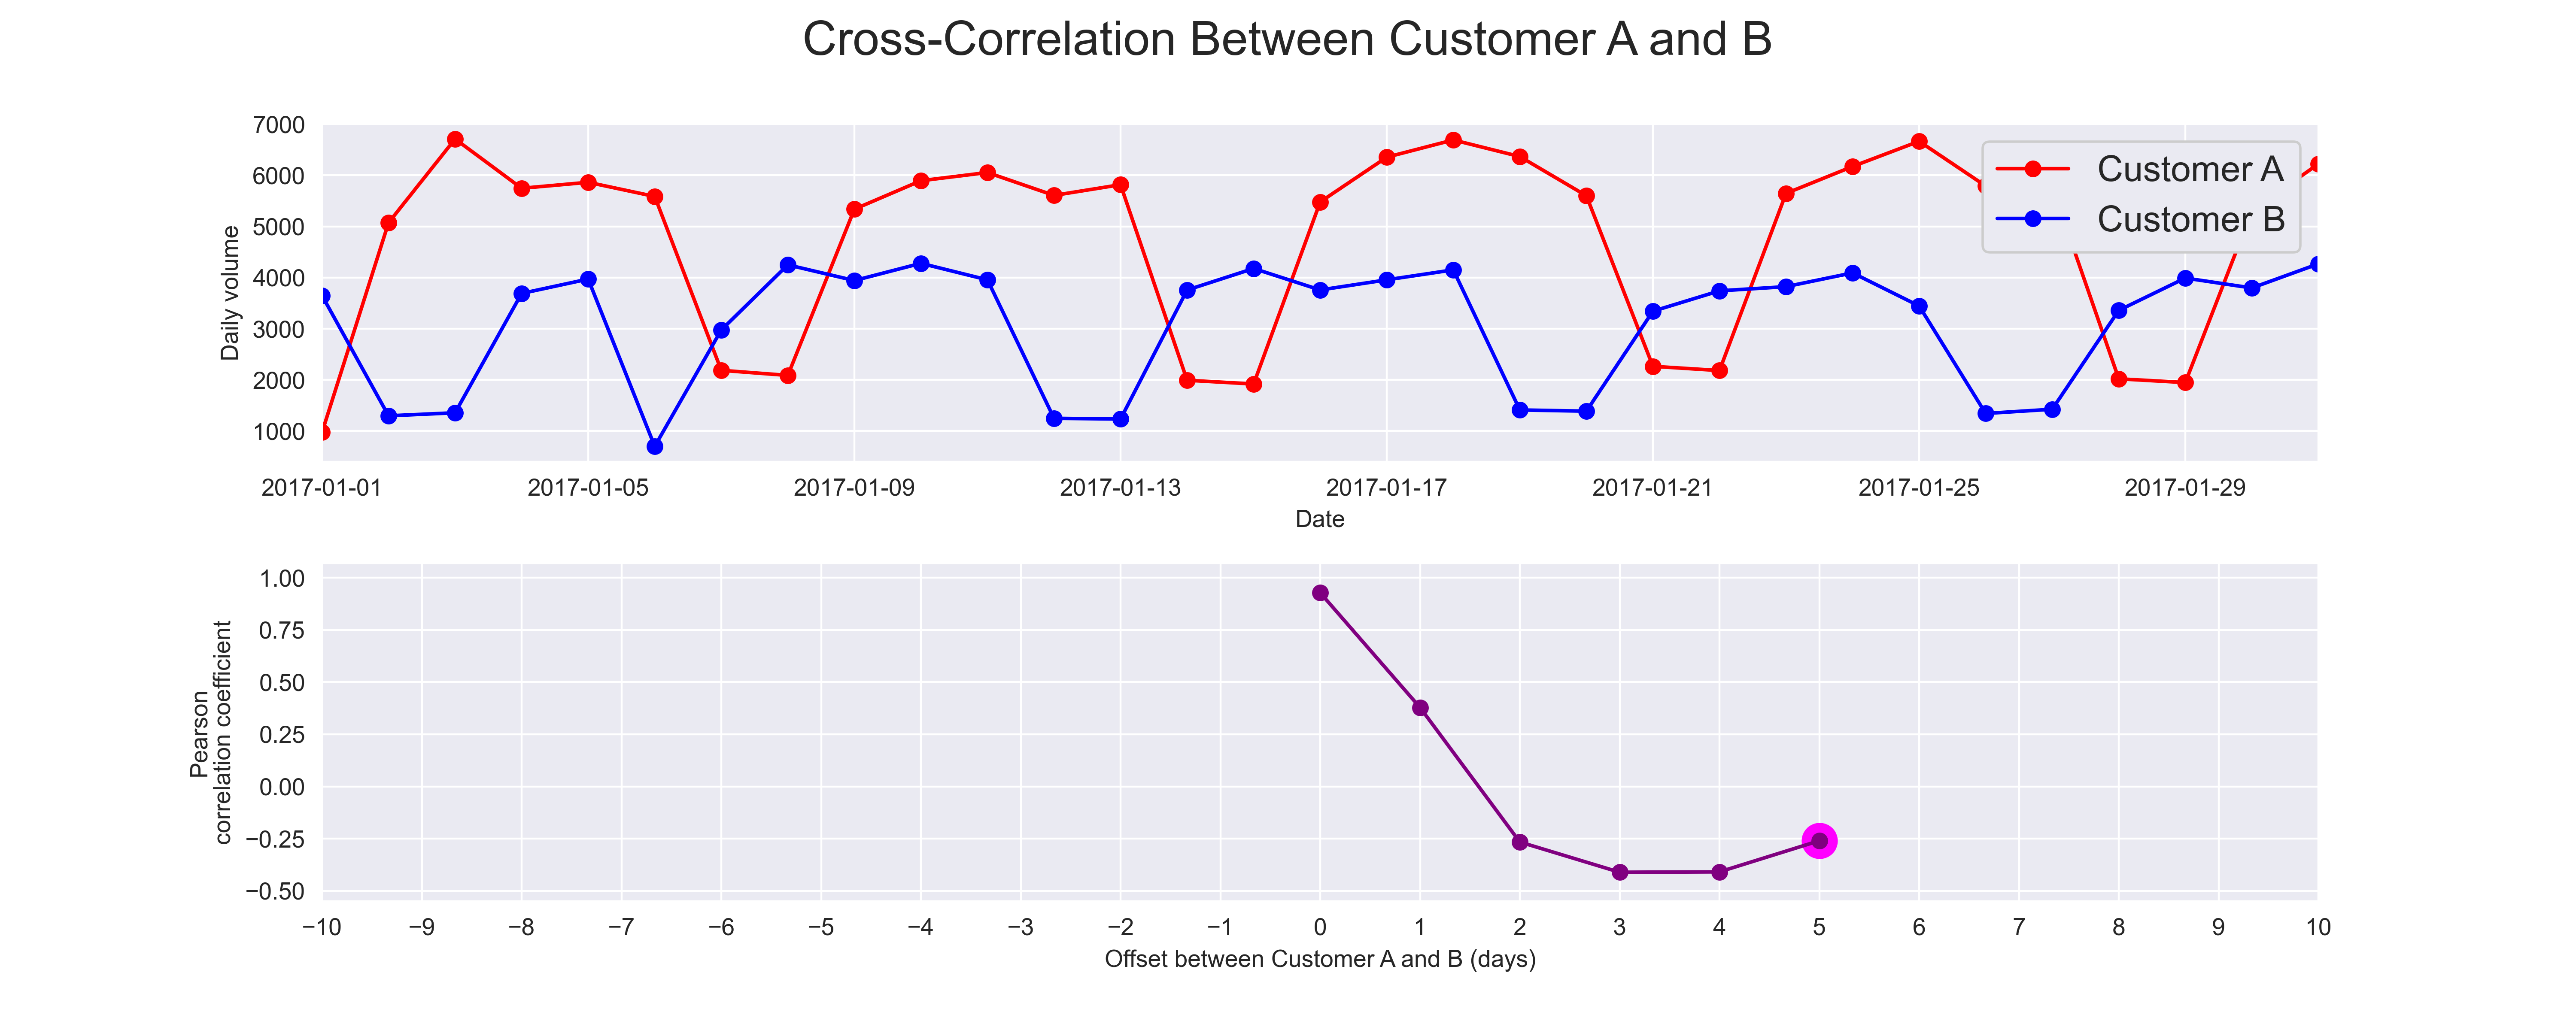 Cross-Correlation Between Customer A and B
7000
6000
5000
4000
3000
2000
1000
Daily volume
Customer A
Customer B
2017-01-01 2017-01-05 2017-01-09 2017-01-13 2017-01-17 2017-01-21 2017-01-25 2017-01-29
Date
1.00
0.75
0.50
0.25
0.00
−0.25
−0.50
Pearson
correlation coefficient
−10 −9 −8 −7 −6 −5 −4 −3 −2 −1 0 1 2 3 4 5 6 7 8 9 10
Offset between Customer A and B (days)